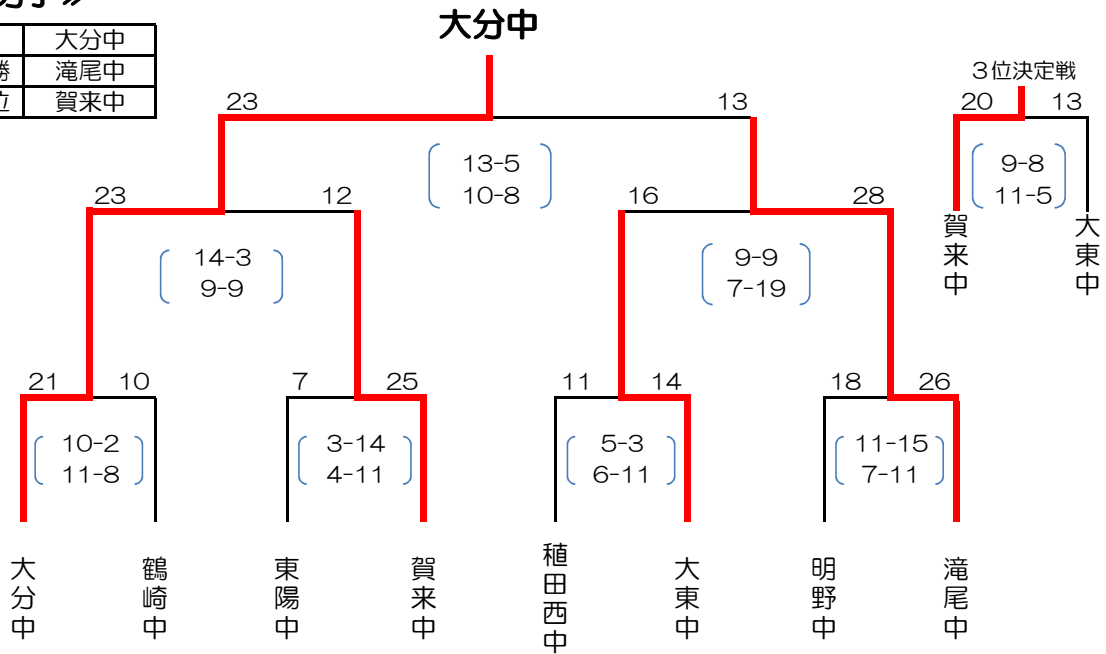 大分中
大分中
勝 滝尾中
位 賀来中
3位決定戦
23 13
20 13
13-5
10-8
9-8
11-5
賀来中
大東中
23 12
16 28
14-3
9-9
9-9
7-19
21 10
7 25
11 14
18 26
10-2
11-8
3-14
4-11
5-3
6-11
11-15
7-11
大分中
鶴崎中
東陽中
賀来中
稙田西中
大東中
明野中
滝尾中